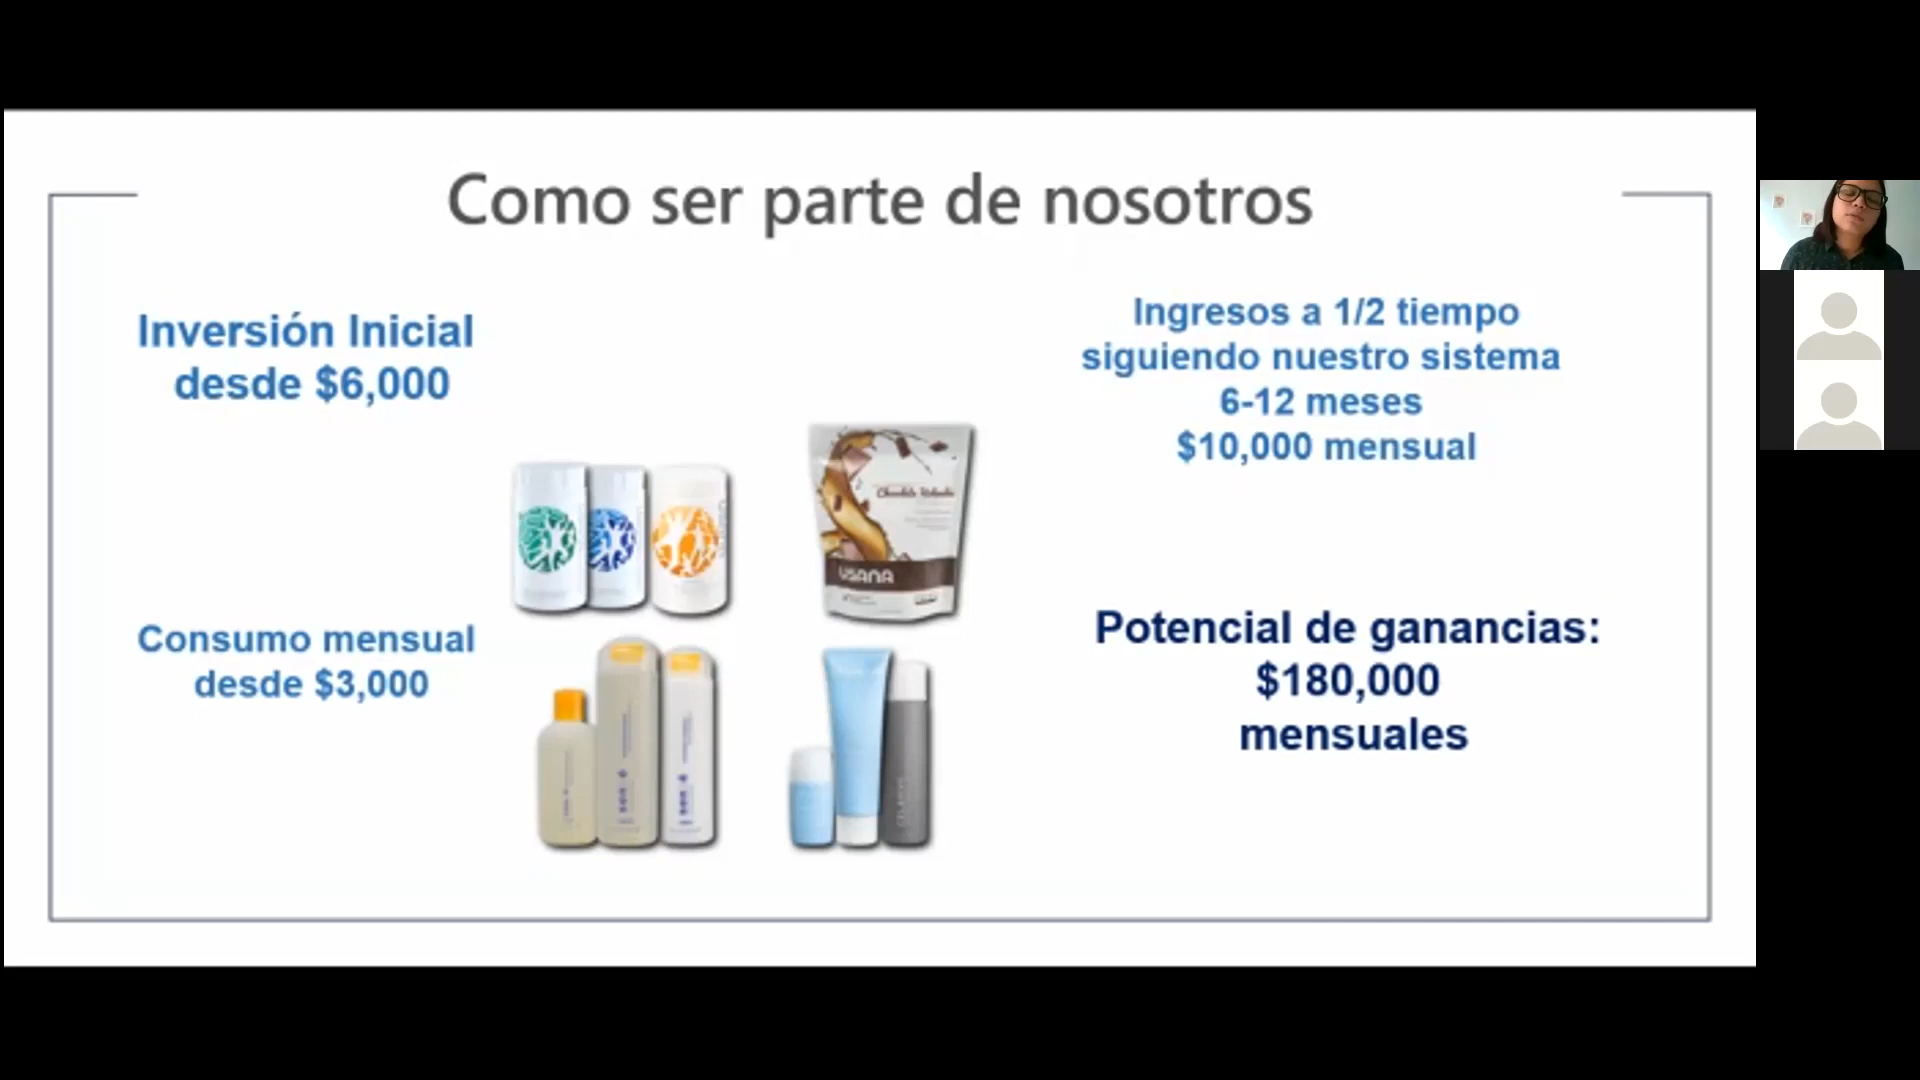 Como ser parte de nosotros
Inversión Inicial
desde $6,000
Ingresos a 1/2 tiempo
siguiendo nuestro sistema
6-12 meses
$10,000 mensual
USANA
Consumo mensual
desde $3,000
Potencial de ganancias:
$180,000
mensuales